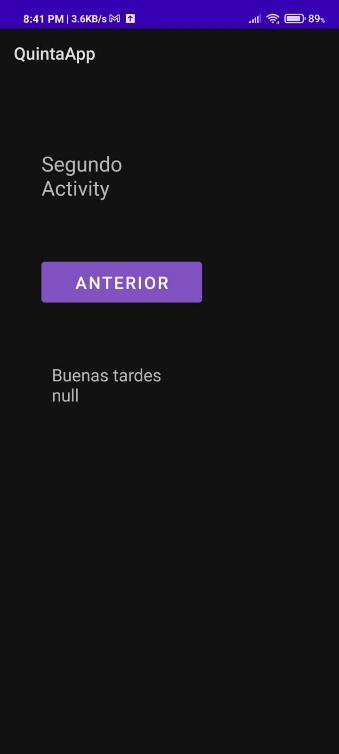 8:41 PM | 3.6KB/s
89%
QuintaApp
Segundo
Activity
ANTERIOR
Buenas tardes
null